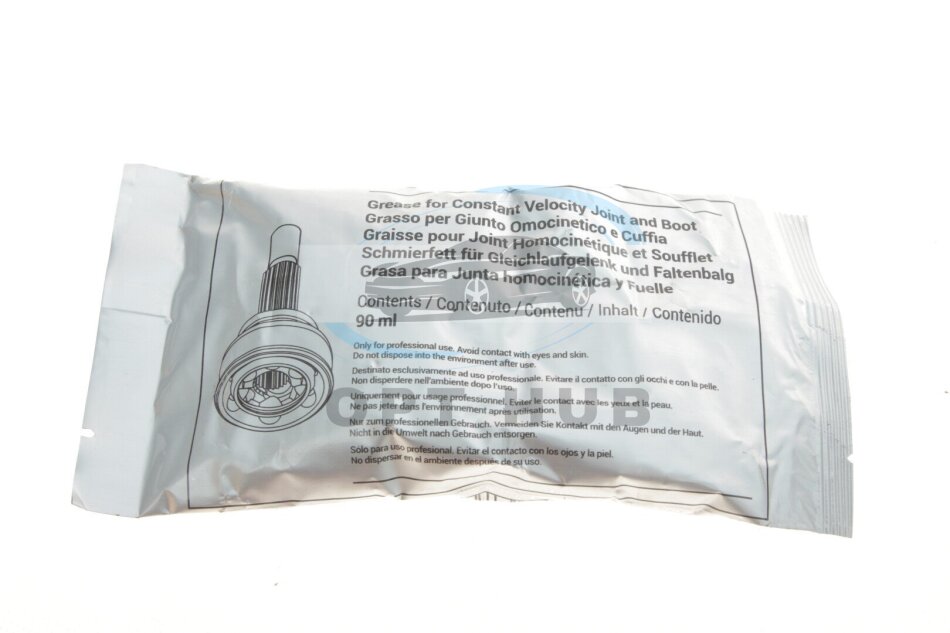 Grease for Constant Velocity Joint and Boot
Grasso per Giunto Omocinetico e Cuffia
Graisse pour Joint Homocinétique et Soufflet
Schmierfett für Gleichlaufgelenk und Faltenbalg
Grasa para Junta homocinética y Fuelle
Contents / Contenuto / Contenu / Inhalt / Contenido
90 ml
Only for professional use. Avoid contact with eyes and skin.
Do not dispose into the environment after use.
Destinato esclusivamente ad uso professionale. Evitare il contatto con gli occhi e con la pelle.
Non disperdere nell'ambiente dopo l'uso.
Uniquement pour usage professionnel. Eviter le contact avec les yeux et la peau.
Ne pas jeter dans l'environnement après utilisation.
Nur zum professionellen Gebrauch. Vermeiden Sie Kontakt mit den Augen und der Haut.
Nicht in die Umwelt nach Gebrauch entsorgen.
Sólo para uso profesional. Evitar el contacto con los ojos y la piel.
No dispersar en el ambiente después de su uso.